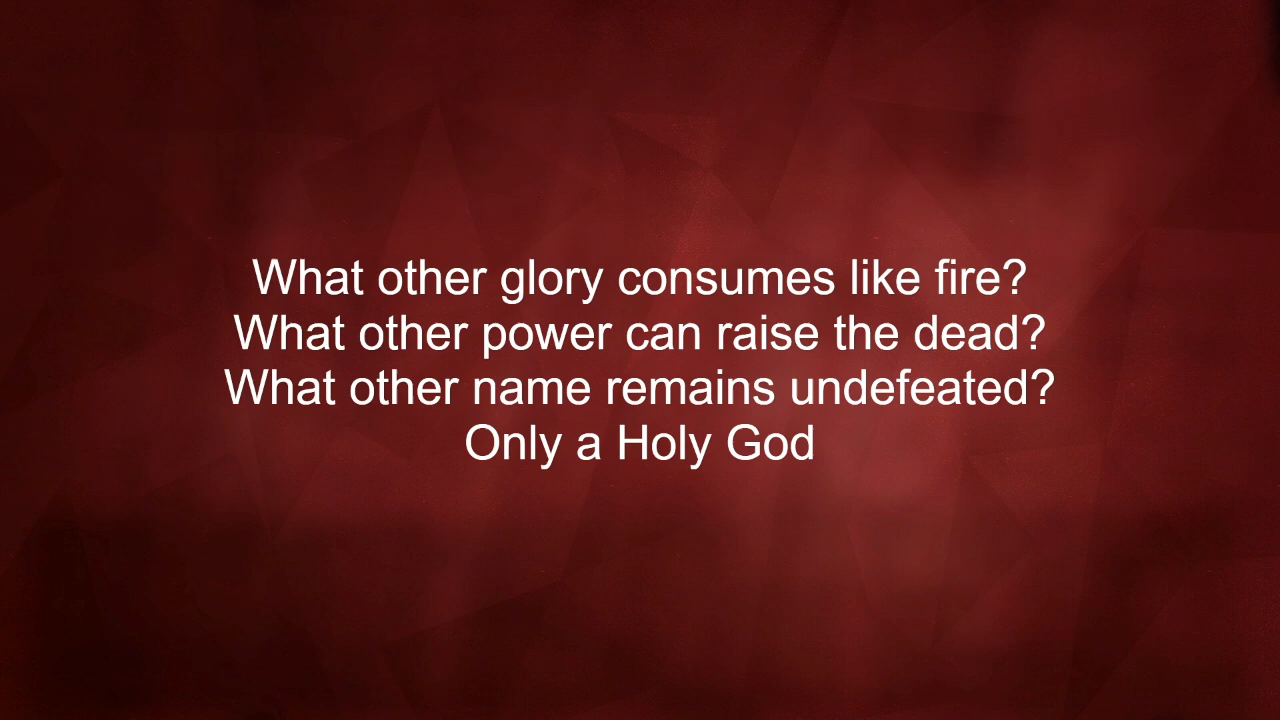 What other glory consumes like fire?
What other power can raise the dead?
What other name remains undefeated?
Only a Holy God